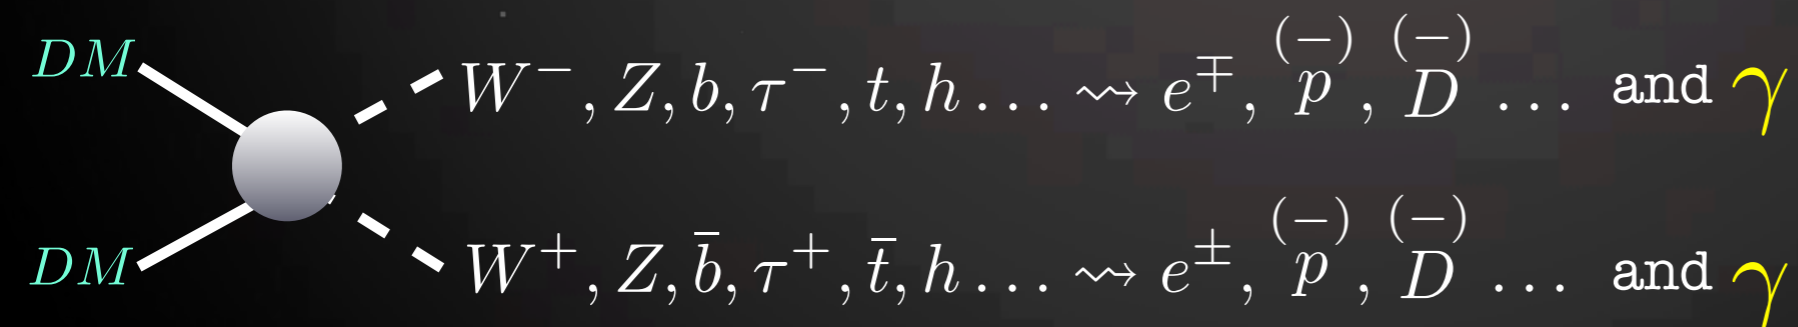 DM W⁻, Z, b, τ⁻, t, h … ⇝ e^∓, p^(−), D^(−) … and γ
DM W⁺, Z, b̄, τ⁺, t̄, h … ⇝ e^±, p^(−), D^(−) … and γ